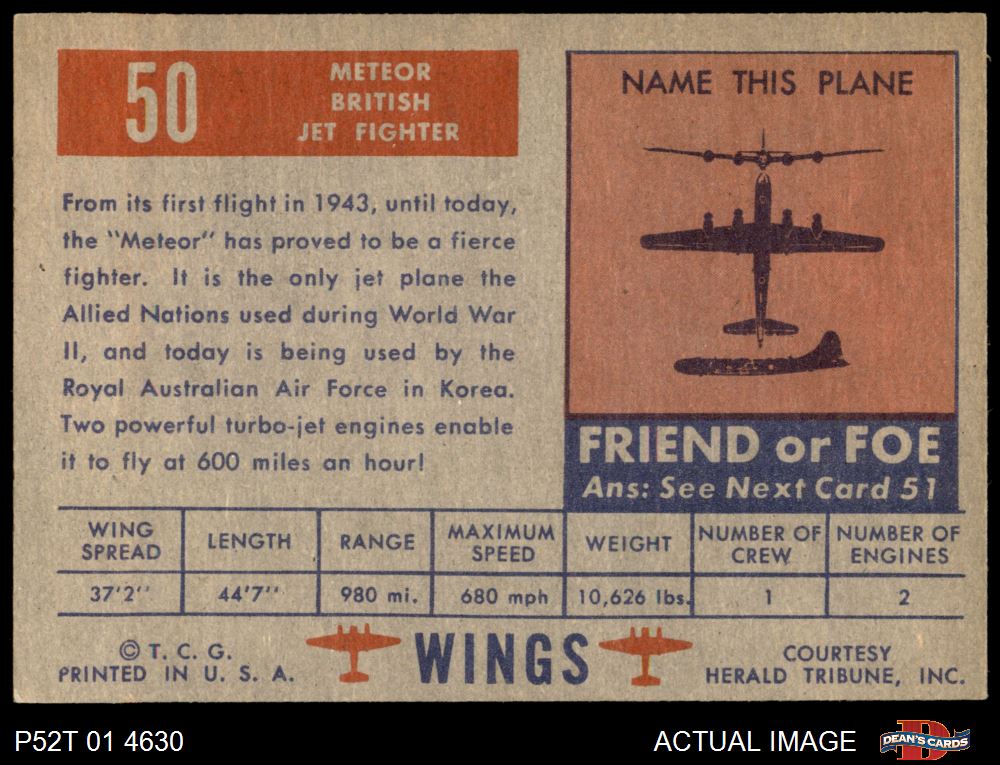 50
METEOR
BRITISH
JET FIGHTER
From its first flight in 1943, until today,
the "Meteor" has proved to be a fierce
fighter. It is the only jet plane the
Allied Nations used during World War
II, and today is being used by the
Royal Australian Air Force in Korea.
Two powerful turbo-jet engines enable
it to fly at 600 miles an hour!
NAME THIS PLANE
FRIEND or FOE
Ans: See Next Card 51
WING SPREAD
LENGTH
RANGE
MAXIMUM SPEED
WEIGHT
NUMBER OF CREW
NUMBER OF ENGINES
37'2''
44'7''
980 mi.
680 mph
10,626 lbs.
1
2
© T. C. G.
PRINTED IN U. S. A.
WINGS
COURTESY
HERALD TRIBUNE, INC.
P52T 01 4630
ACTUAL IMAGE
D
DEAN'S CARDS